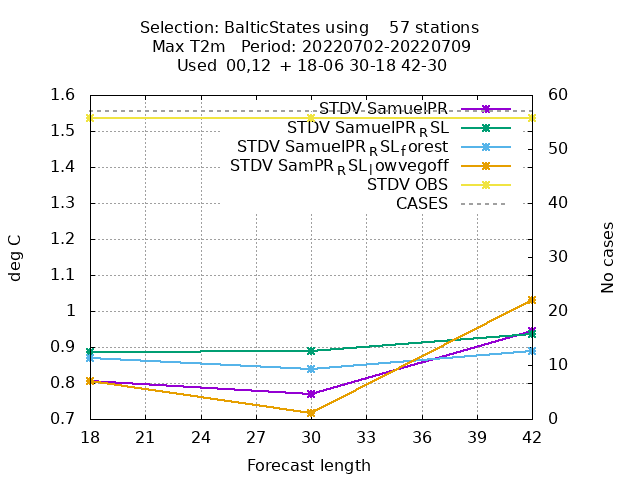 Selection: BalticStates using 57 stations
Max T2m Period: 20220702-20220709
Used 00,12 + 18-06 30-18 42-30
1.6 STDV SamuelPR 60
1.5 STDV SamuelPR_RSL
STDV SamuelPR_RSL_forest 50
1.4 STDV SamPR_RSL_lowvegoff
STDV OBS 40
1.3 CASES
1.2
30
1.1
1 20
0.9
10
0.8
0.7 0
deg C
No cases
18 21 24 27 30 33 36 39 42
Forecast length